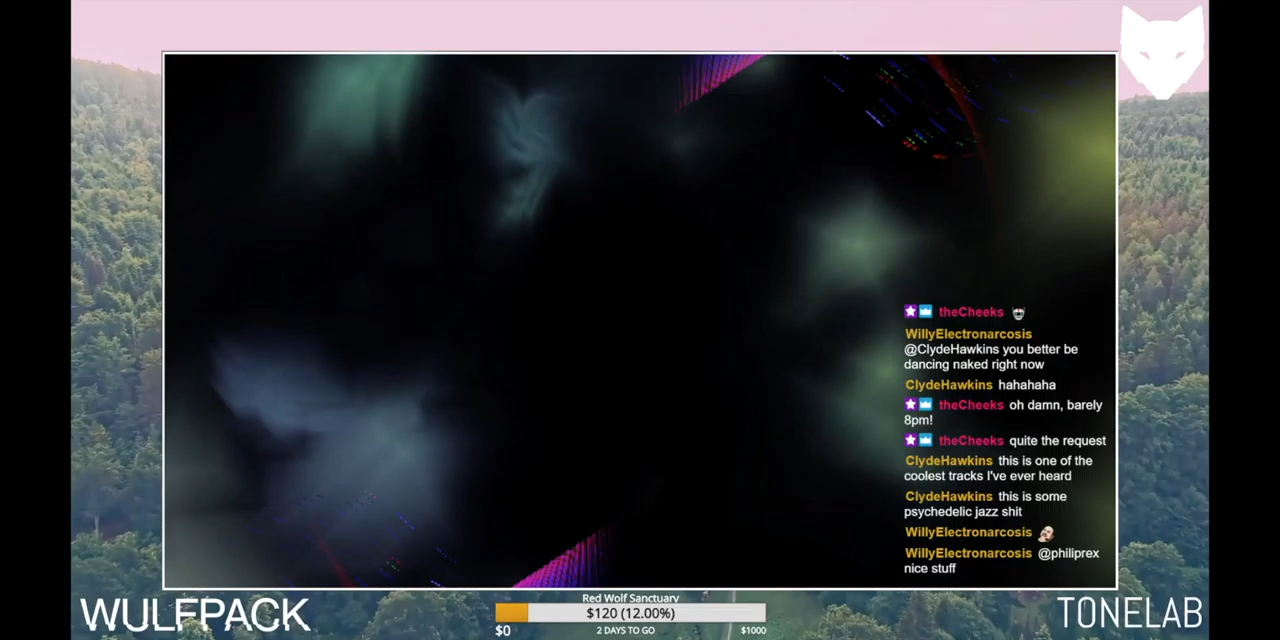 theCheeks
WillyElectronarcosis
@ClydeHawkins you better be
dancing naked right now
ClydeHawkins hahahaha
theCheeks oh damn, barely
8pm!
theCheeks quite the request
ClydeHawkins this is one of the
coolest tracks I've ever heard
ClydeHawkins this is some
psychedelic jazz shit
WillyElectronarcosis
WillyElectronarcosis @philiprex
nice stuff
WULFPACK
Red Wolf Sanctuary
$120 (12.00%)
$0
2 DAYS TO GO
$1000
TONELAB